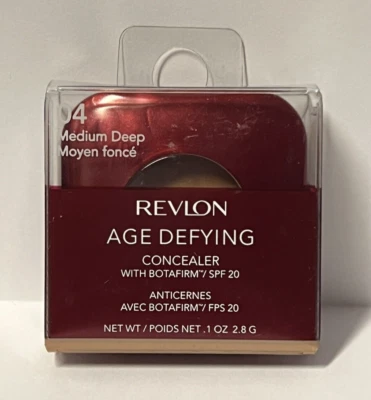 04
Medium Deep
Moyen foncé
REVLON
AGE DEFYING
CONCEALER
WITH BOTAFIRM™/ SPF 20
ANTICERNES
AVEC BOTAFIRM™/ FPS 20
NET WT / POIDS NET .1 OZ 2.8 G